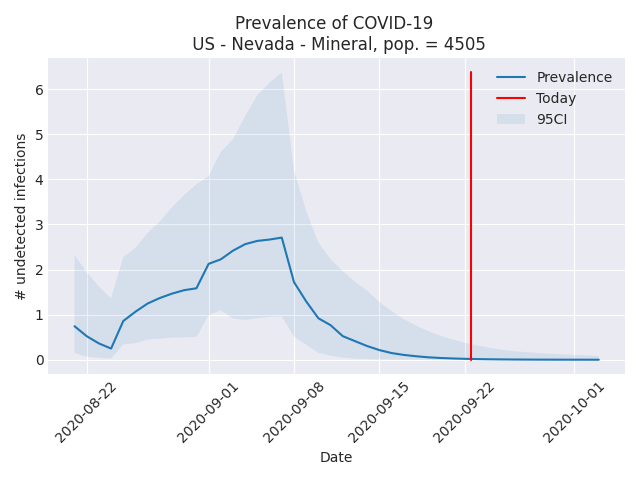 Prevalence of COVID-19
US - Nevada - Mineral, pop. = 4505
Prevalence
Today
95CI
# undetected infections
6
5
4
3
2
1
0
2020-08-22
2020-09-01
2020-09-08
2020-09-15
2020-09-22
2020-10-01
Date